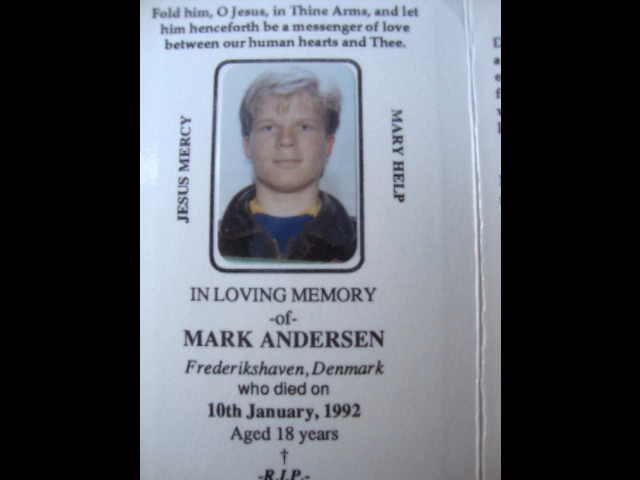 Fold him, O Jesus, in Thine Arms, and let
him henceforth be a messenger of love
between our human hearts and Thee.
JESUS MERCY
MARY HELP
IN LOVING MEMORY
-of-
MARK ANDERSEN
Frederikshaven, Denmark
who died on
10th January, 1992
Aged 18 years
†
-R.I.P.-